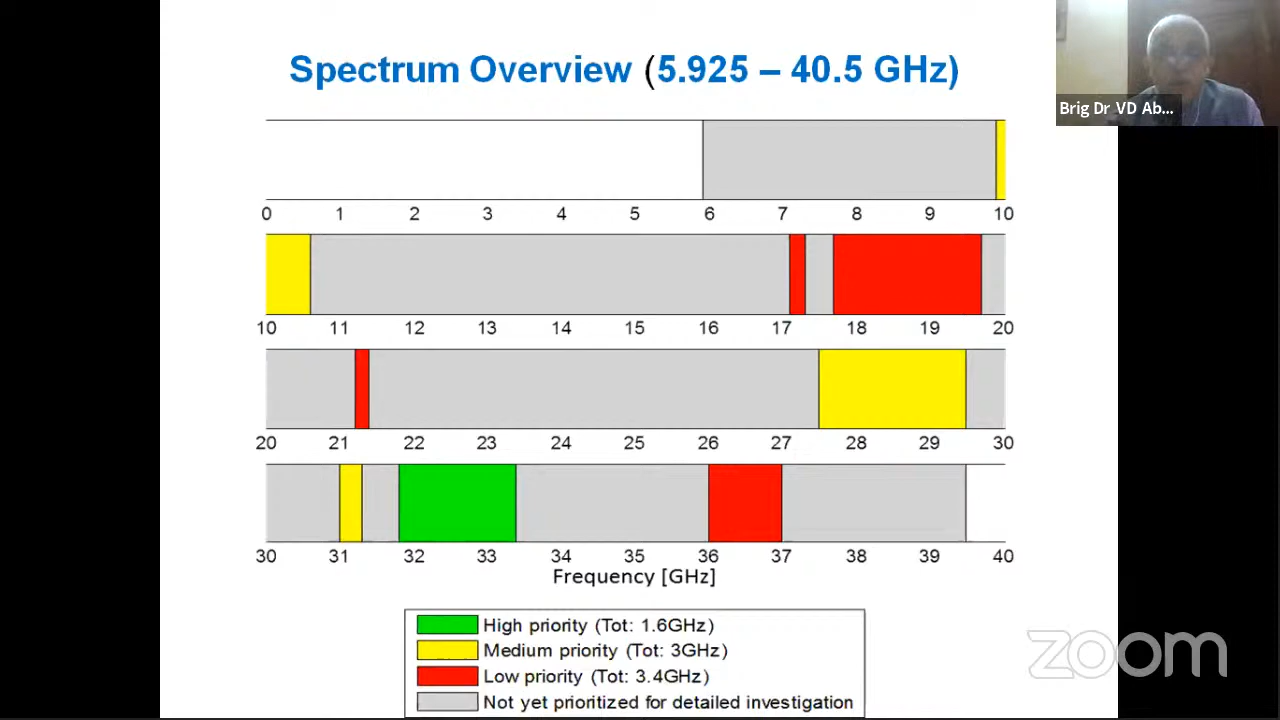 Spectrum Overview (5.925 – 40.5 GHz)
Brig Dr VD Ab...
0 1 2 3 4 5 6 7 8 9 10
10 11 12 13 14 15 16 17 18 19 20
20 21 22 23 24 25 26 27 28 29 30
30 31 32 33 34 35 36 37 38 39 40
Frequency [GHz]
High priority (Tot: 1.6GHz)
Medium priority (Tot: 3GHz)
Low priority (Tot: 3.4GHz)
Not yet prioritized for detailed investigation
zoom